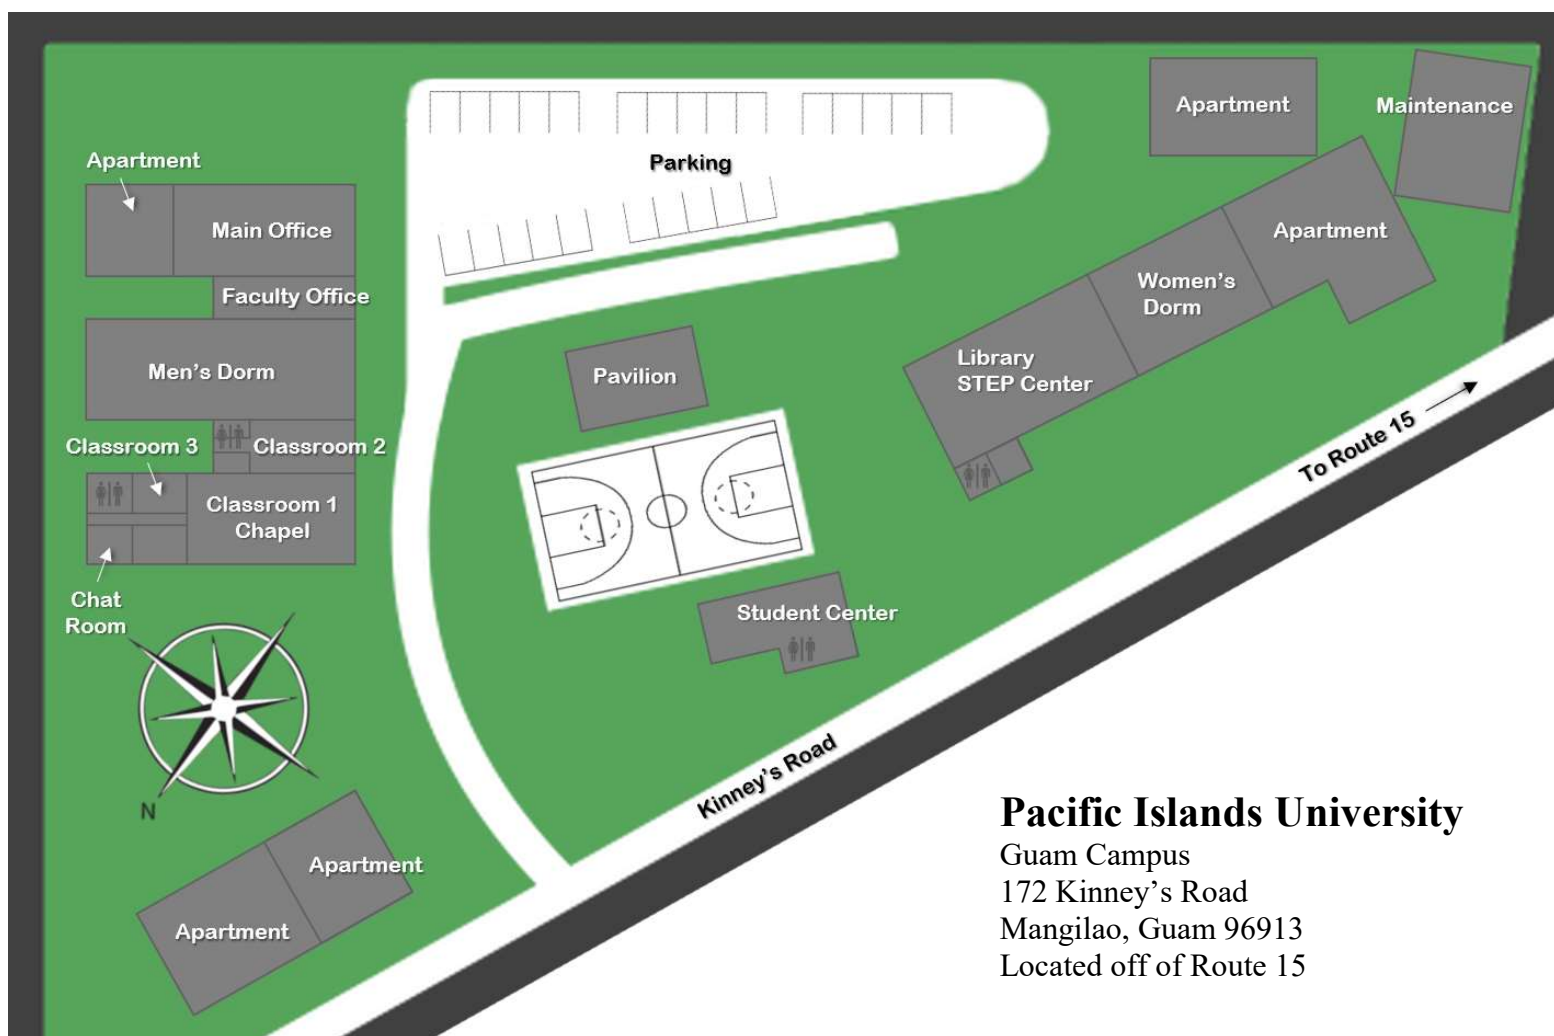 Apartment
Maintenance
Apartment
Parking
Main Office
Apartment
Faculty Office
Women's
Dorm
Library
STEP Center
Men's Dorm
Pavilion
Classroom 3
Classroom 2
To Route 15
Classroom 1
Chapel
Chat
Room
Student Center
N
Kinney's Road
Apartment
Apartment
Pacific Islands University
Guam Campus
172 Kinney's Road
Mangilao, Guam 96913
Located off of Route 15